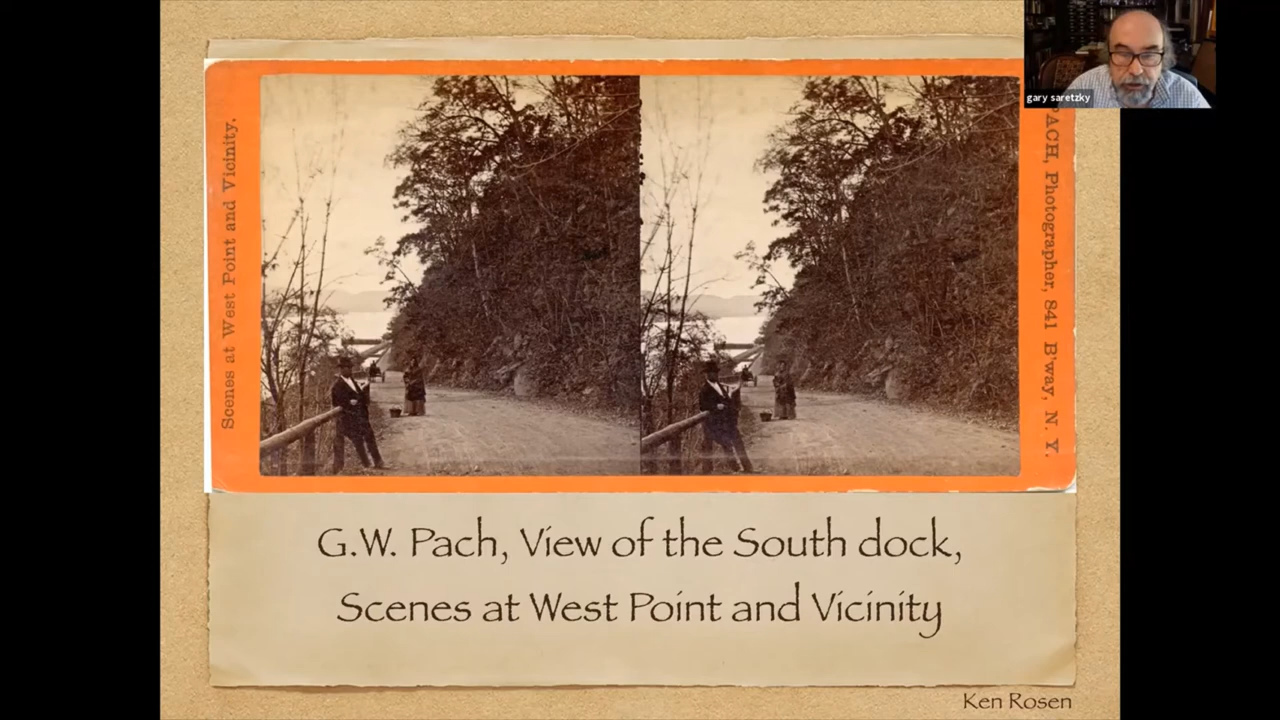 Scenes at West Point and Vicinity.
PACH, Photographer, 841 B'way, N. Y.
gary saretzky
G.W. Pach, View of the South dock,
Scenes at West Point and Vicinity
Ken Rosen